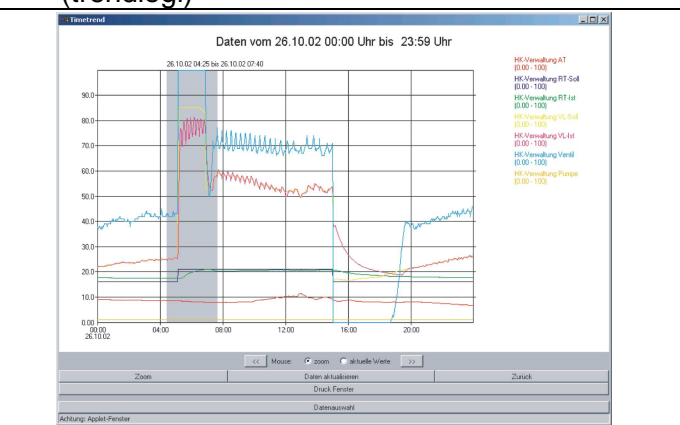 (trendlog.)
Timetrend
Daten vom 26.10.02 00:00 Uhr bis 23:59 Uhr
26.10.02 04:25 bis 26.10.02 07:40
HK-Verwaltung AT
(0.00 - 100)
HK-Verwaltung RT-Soll
(0.00 - 100)
HK-Verwaltung RT-Ist
(0.00 - 100)
HK-Verwaltung VL-Soll
(0.00 - 100)
HK-Verwaltung VL-Ist
(0.00 - 100)
HK-Verwaltung Ventil
(0.00 - 100)
HK-Verwaltung Pumpe
(0.00 - 100)
90.0
80.0
70.0
60.0
50.0
40.0
30.0
20.0
10.0
0.00
00:00 04:00 08:00 12:00 16:00 20:00
26.10.02
<< Mouse: zoom aktuelle Werte >>
Zoom Daten aktualisieren Zurück
Druck Fenster
Datenauswahl
Achtung: Applet-Fenster